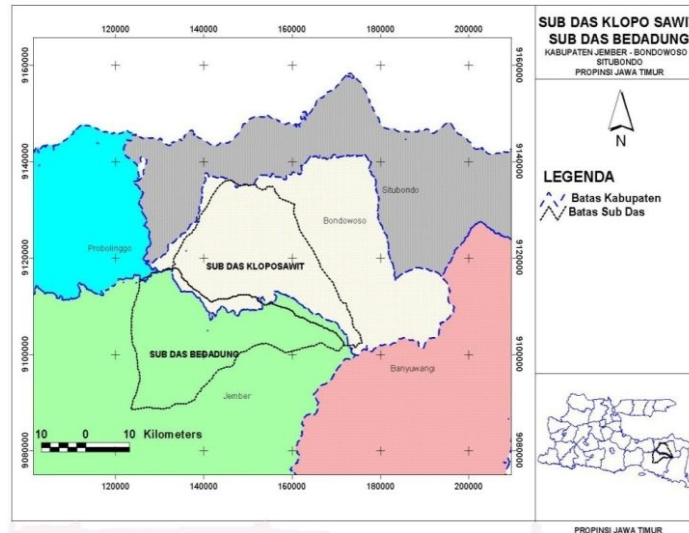 120000 140000 160000 180000 200000
9160000 9160000
9140000 9140000
9120000 9120000
9100000 9100000
9080000 9080000
Situbondo
Bondowoso
Probolinggo
SUB DAS KLOPOSAWIT
SUB DAS BEDADUNG
Banyuwangi
Jember
10 0 10 Kilometers
120000 140000 160000 180000 200000
SUB DAS KLOPO SAWIT
SUB DAS BEDADUNG
KABUPATEN JEMBER - BONDOWOSO
SITUBONDO
PROPINSI JAWA TIMUR
N
LEGENDA
Batas Kabupaten
Batas Sub Das
PROPINSI JAWA TIMUR